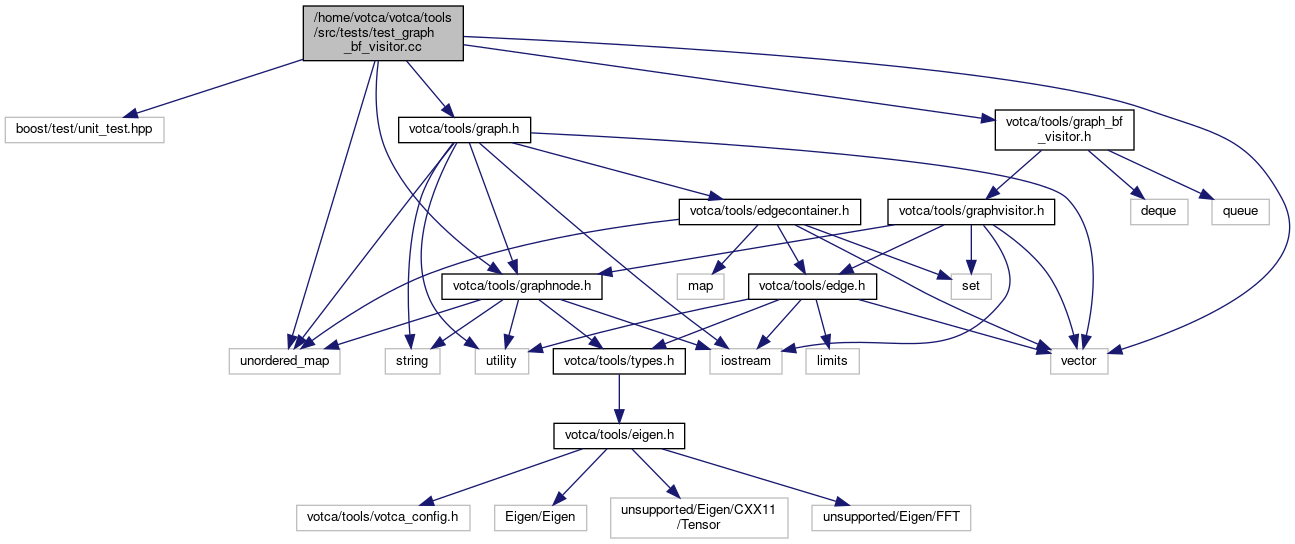 /home/votca/votca/tools
/src/tests/test_graph
_bf_visitor.cc
boost/test/unit_test.hpp
votca/tools/graph.h
votca/tools/graph_bf
_visitor.h
votca/tools/edgecontainer.h
votca/tools/graphvisitor.h
deque
queue
votca/tools/graphnode.h
map
votca/tools/edge.h
set
unordered_map
string
utility
votca/tools/types.h
iostream
limits
vector
votca/tools/eigen.h
votca/tools/votca_config.h
Eigen/Eigen
unsupported/Eigen/CXX11
/Tensor
unsupported/Eigen/FFT